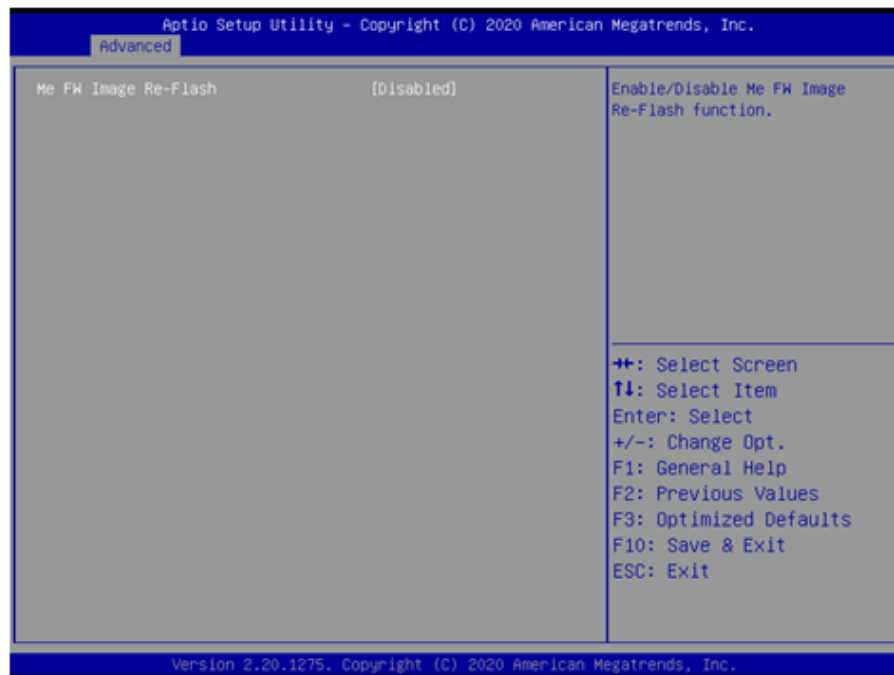 Aptio Setup Utility – Copyright (C) 2020 American Megatrends, Inc.
Advanced
Me FW Image Re-Flash [Disabled]
Enable/Disable Me FW Image
Re-Flash function.
→←: Select Screen
↑↓: Select Item
Enter: Select
+/-: Change Opt.
F1: General Help
F2: Previous Values
F3: Optimized Defaults
F10: Save & Exit
ESC: Exit
Version 2.20.1275. Copyright (C) 2020 American Megatrends, Inc.